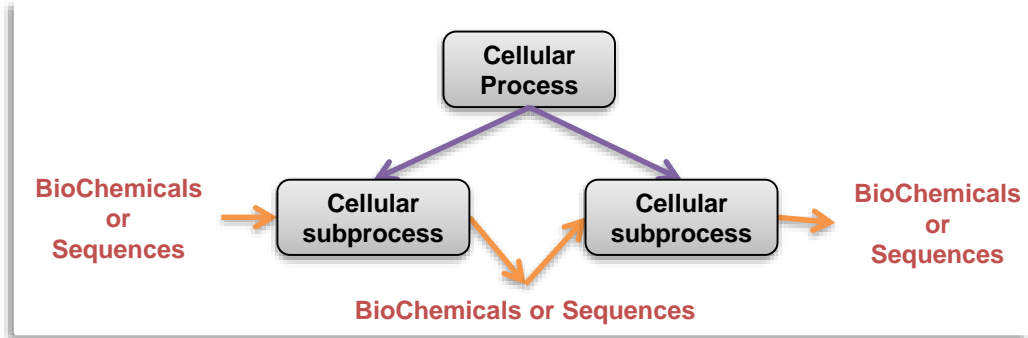 Cellular
Process
BioChemicals
or
Sequences
Cellular
subprocess
Cellular
subprocess
BioChemicals
or
Sequences
BioChemicals or Sequences